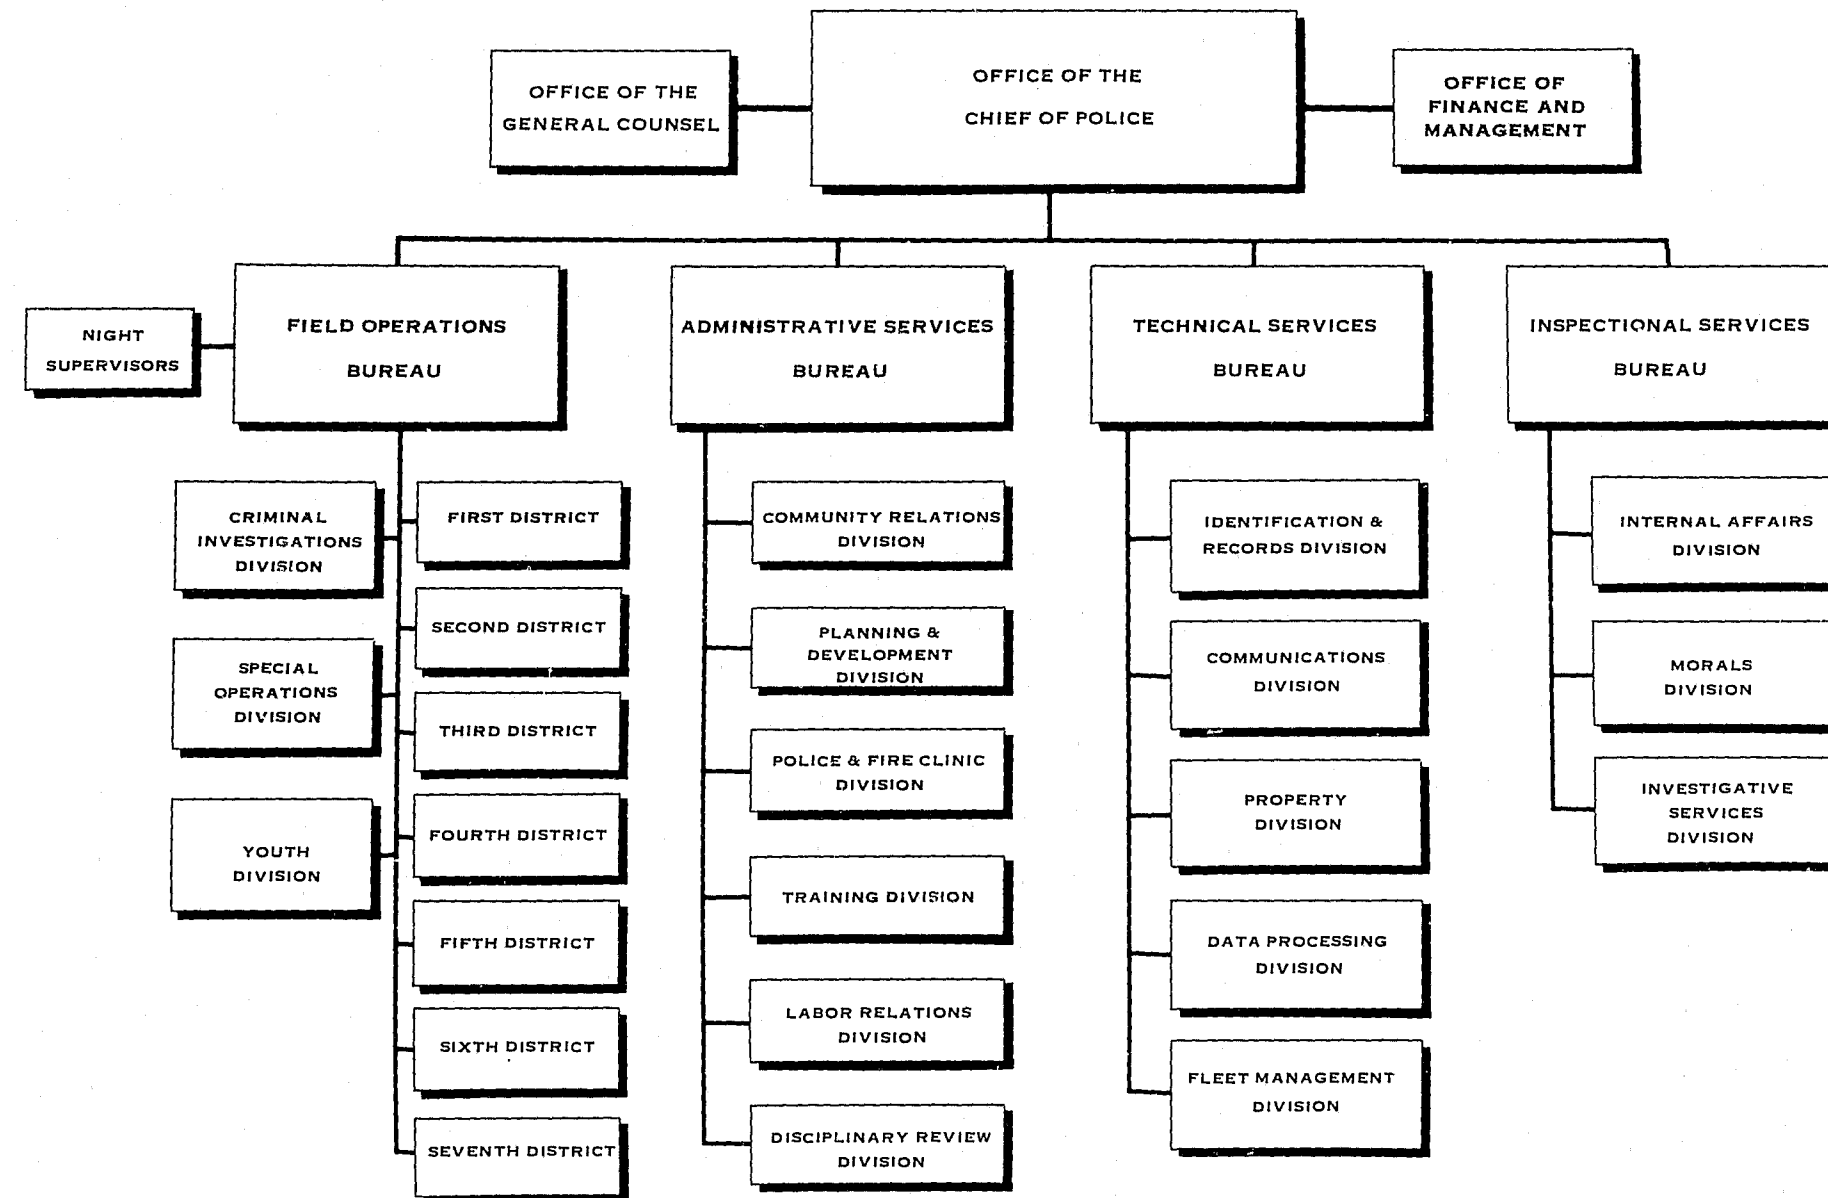 OFFICE OF THE
GENERAL COUNSEL
OFFICE OF THE
CHIEF OF POLICE
OFFICE OF
FINANCE AND
MANAGEMENT
NIGHT
SUPERVISORS
FIELD OPERATIONS
BUREAU
ADMINISTRATIVE SERVICES
BUREAU
TECHNICAL SERVICES
BUREAU
INSPECTIONAL SERVICES
BUREAU
CRIMINAL
INVESTIGATIONS
DIVISION
SPECIAL
OPERATIONS
DIVISION
YOUTH
DIVISION
FIRST DISTRICT
SECOND DISTRICT
THIRD DISTRICT
FOURTH DISTRICT
FIFTH DISTRICT
SIXTH DISTRICT
SEVENTH DISTRICT
COMMUNITY RELATIONS
DIVISION
PLANNING &
DEVELOPMENT
DIVISION
POLICE & FIRE CLINIC
DIVISION
TRAINING DIVISION
LABOR RELATIONS
DIVISION
DISCIPLINARY REVIEW
DIVISION
IDENTIFICATION &
RECORDS DIVISION
COMMUNICATIONS
DIVISION
PROPERTY
DIVISION
DATA PROCESSING
DIVISION
FLEET MANAGEMENT
DIVISION
INTERNAL AFFAIRS
DIVISION
MORALS
DIVISION
INVESTIGATIVE
SERVICES
DIVISION